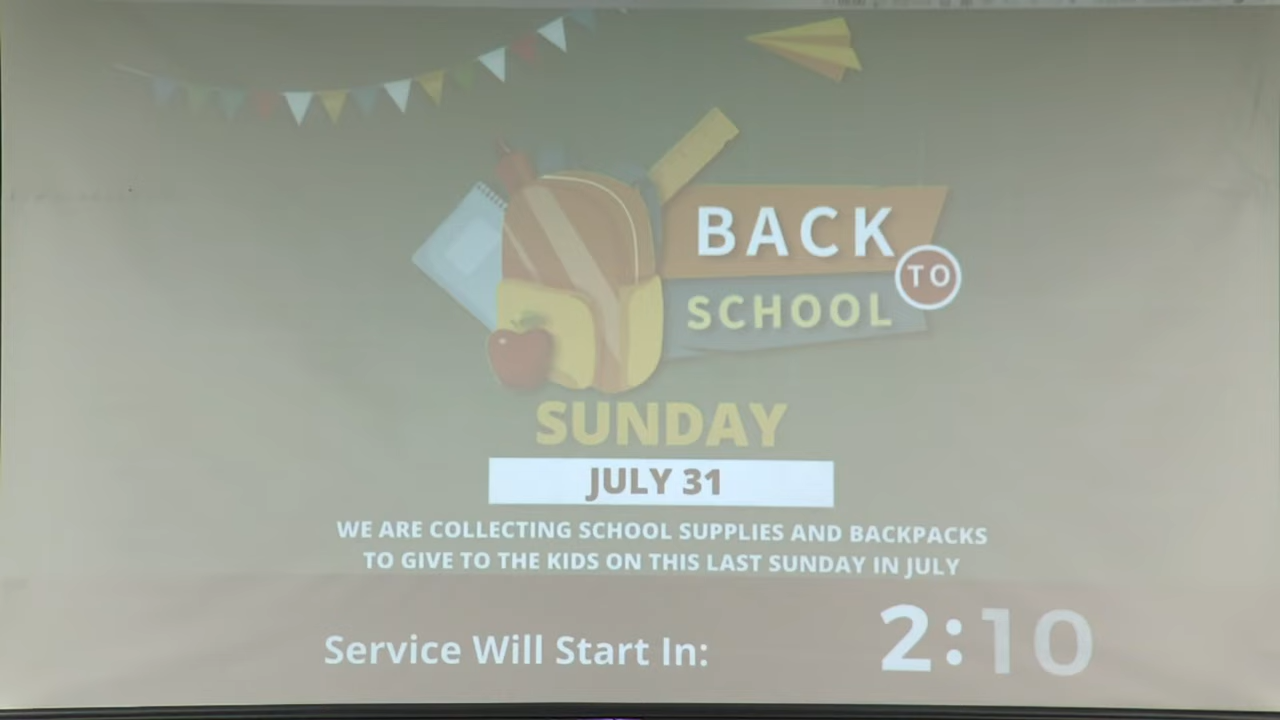 BACK
TO
SCHOOL
SUNDAY
JULY 31
WE ARE COLLECTING SCHOOL SUPPLIES AND BACKPACKS
TO GIVE TO THE KIDS ON THIS LAST SUNDAY IN JULY
Service Will Start In: 2:10